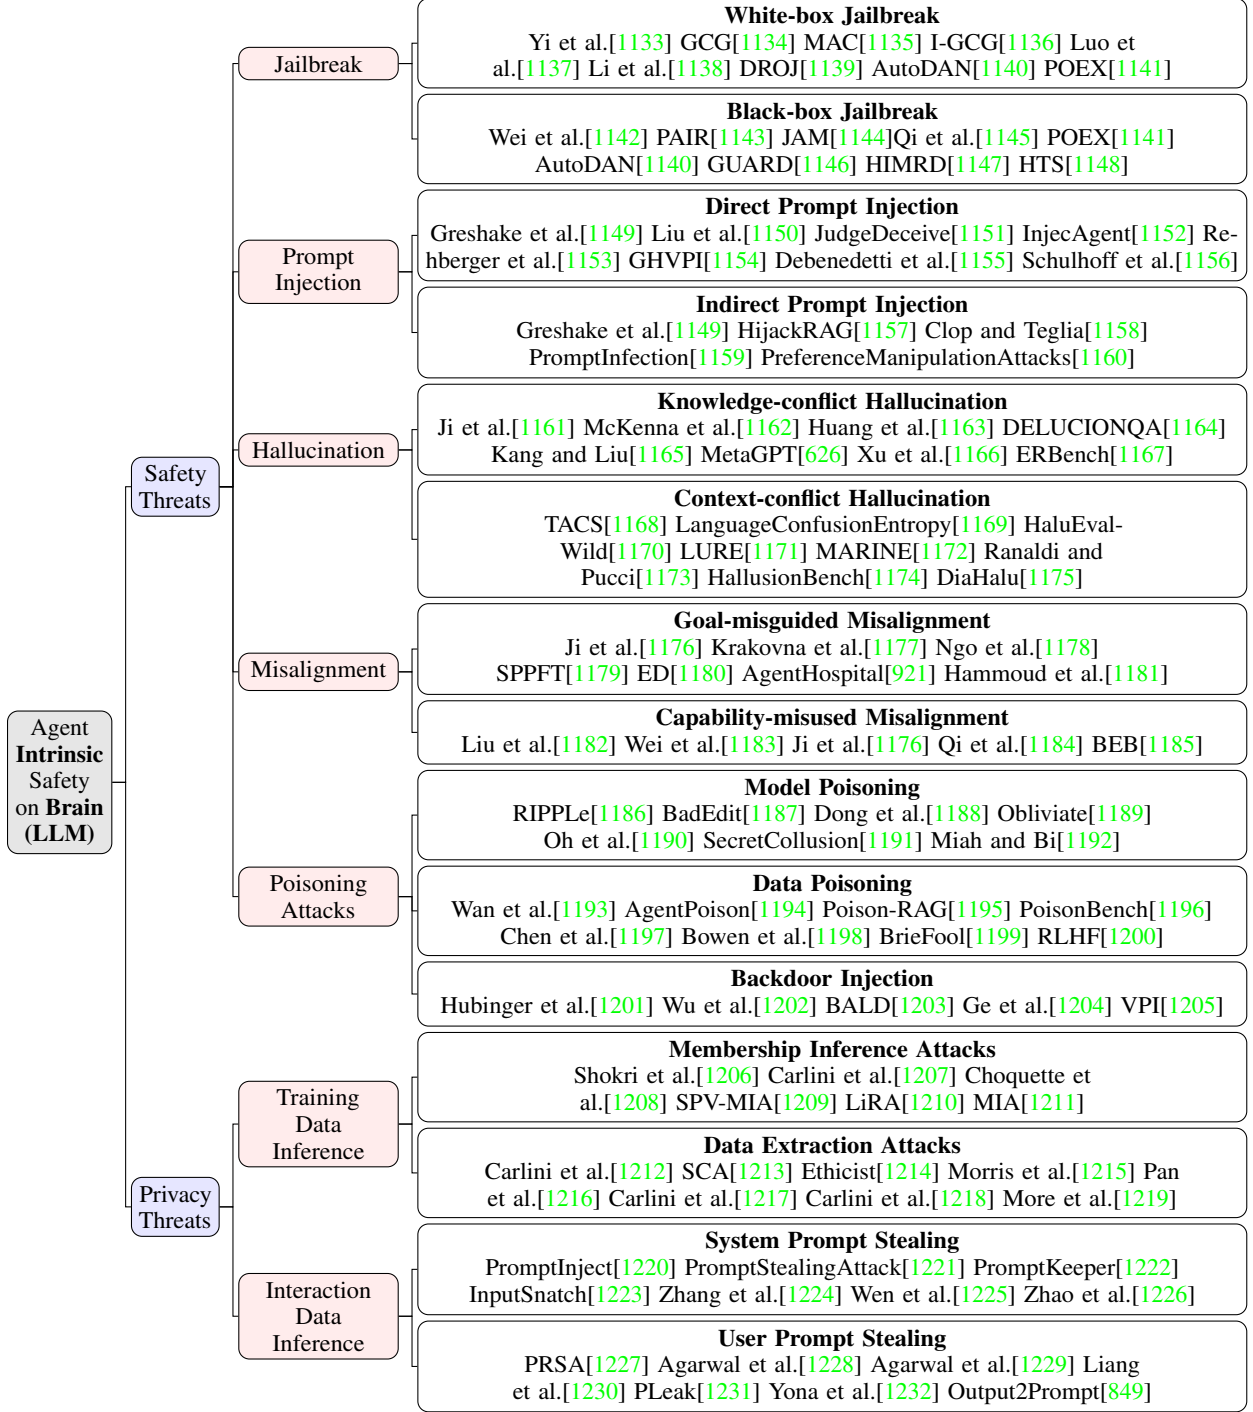 White-box Jailbreak
Yi et al.[1133] GCG[1134] MAC[1135] I-GCG[1136] Luo et
al.[1137] Li et al.[1138] DROJ[1139] AutoDAN[1140] POEX[1141]
Jailbreak
Black-box Jailbreak
Wei et al.[1142] PAIR[1143] JAM[1144]Qi et al.[1145] POEX[1141]
AutoDAN[1140] GUARD[1146] HIMRD[1147] HTS[1148]
Direct Prompt Injection
Greshake et al.[1149] Liu et al.[1150] JudgeDeceive[1151] InjecAgent[1152] Re-
hberger et al.[1153] GHVPI[1154] Debenedetti et al.[1155] Schulhoff et al.[1156]
Prompt
Injection
Indirect Prompt Injection
Greshake et al.[1149] HijackRAG[1157] Clop and Teglia[1158]
PromptInfection[1159] PreferenceManipulationAttacks[1160]
Knowledge-conflict Hallucination
Ji et al.[1161] McKenna et al.[1162] Huang et al.[1163] DELUCIONQA[1164]
Kang and Liu[1165] MetaGPT[626] Xu et al.[1166] ERBench[1167]
Hallucination
Safety
Threats
Context-conflict Hallucination
TACS[1168] LanguageConfusionEntropy[1169] HaluEval-
Wild[1170] LURE[1171] MARINE[1172] Ranaldi and
Pucci[1173] HallusionBench[1174] DiaHalu[1175]
Goal-misguided Misalignment
Ji et al.[1176] Krakovna et al.[1177] Ngo et al.[1178]
SPPFT[1179] ED[1180] AgentHospital[921] Hammoud et al.[1181]
Misalignment
Capability-misused Misalignment
Liu et al.[1182] Wei et al.[1183] Ji et al.[1176] Qi et al.[1184] BEB[1185]
Agent
Intrinsic
Safety
on Brain
(LLM)
Model Poisoning
RIPPLe[1186] BadEdit[1187] Dong et al.[1188] Obliviate[1189]
Oh et al.[1190] SecretCollusion[1191] Miah and Bi[1192]
Poisoning
Attacks
Data Poisoning
Wan et al.[1193] AgentPoison[1194] Poison-RAG[1195] PoisonBench[1196]
Chen et al.[1197] Bowen et al.[1198] BrieFool[1199] RLHF[1200]
Backdoor Injection
Hubinger et al.[1201] Wu et al.[1202] BALD[1203] Ge et al.[1204] VPI[1205]
Membership Inference Attacks
Shokri et al.[1206] Carlini et al.[1207] Choquette et
al.[1208] SPV-MIA[1209] LiRA[1210] MIA[1211]
Training
Data
Inference
Data Extraction Attacks
Carlini et al.[1212] SCA[1213] Ethicist[1214] Morris et al.[1215] Pan
et al.[1216] Carlini et al.[1217] Carlini et al.[1218] More et al.[1219]
Privacy
Threats
System Prompt Stealing
PromptInject[1220] PromptStealingAttack[1221] PromptKeeper[1222]
InputSnatch[1223] Zhang et al.[1224] Wen et al.[1225] Zhao et al.[1226]
Interaction
Data
Inference
User Prompt Stealing
PRSA[1227] Agarwal et al.[1228] Agarwal et al.[1229] Liang
et al.[1230] PLeak[1231] Yona et al.[1232] Output2Prompt[849]